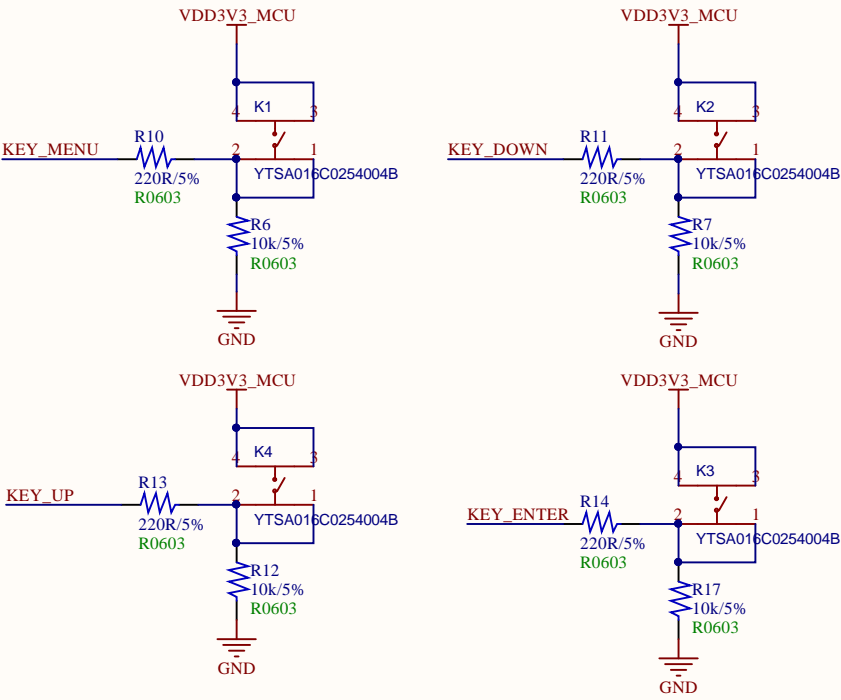 VDD3V3_MCU
4
K1
3
KEY_MENU
R10
220R/5%
R0603
2
1
YTSA016C0254004B
R6
10k/5%
R0603
GND
VDD3V3_MCU
4
K2
3
KEY_DOWN
R11
220R/5%
R0603
2
1
YTSA016C0254004B
R7
10k/5%
R0603
GND
VDD3V3_MCU
4
K4
3
KEY_UP
R13
220R/5%
R0603
2
1
YTSA016C0254004B
R12
10k/5%
R0603
GND
VDD3V3_MCU
4
K3
3
KEY_ENTER
R14
220R/5%
R0603
2
1
YTSA016C0254004B
R17
10k/5%
R0603
GND